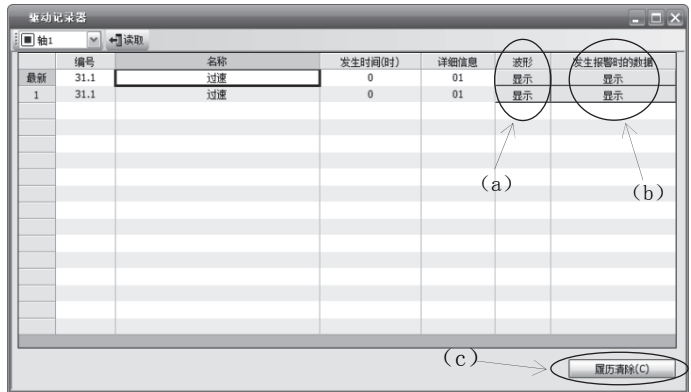 驱动记录器
轴1 读取
编号 名称 发生时间(时) 详细信息 波形 发生报警时的数据
最新 31.1 过速 0 01 显示 显示
1 31.1 过速 0 01 显示 显示
(a)
(b)
(c)
履历清除(C)